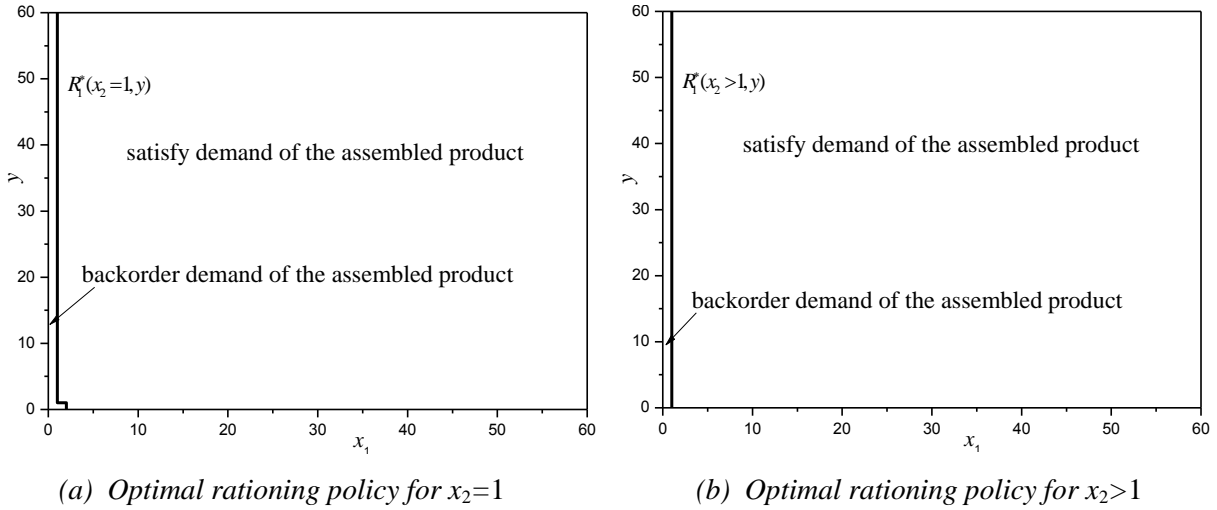 60
50
40
30
20
10
0
y
R₁*(x₂=1, y)
satisfy demand of the assembled product
backorder demand of the assembled product
0 10 20 30 40 50 60
x₁
(a) Optimal rationing policy for x₂=1
60
50
40
30
20
10
0
y
R₁*(x₂>1, y)
satisfy demand of the assembled product
backorder demand of the assembled product
0 10 20 30 40 50 60
x₁
(b) Optimal rationing policy for x₂>1